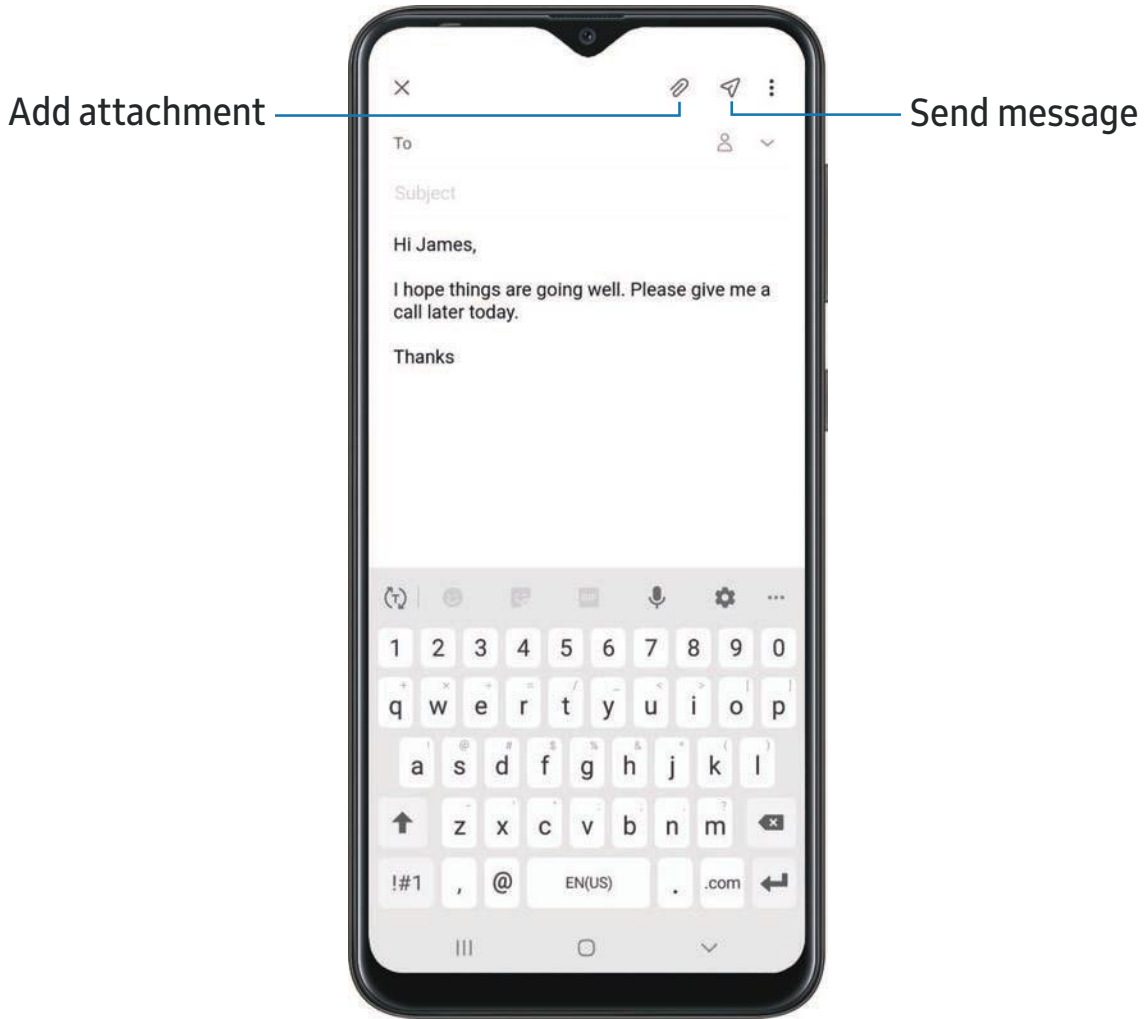 Add attachment
Send message
To
Subject
Hi James,
I hope things are going well. Please give me a
call later today.
Thanks
1 2 3 4 5 6 7 8 9 0
q w e r t y u i o p
a s d f g h j k l
z x c v b n m
!#1 , @ EN(US) . .com